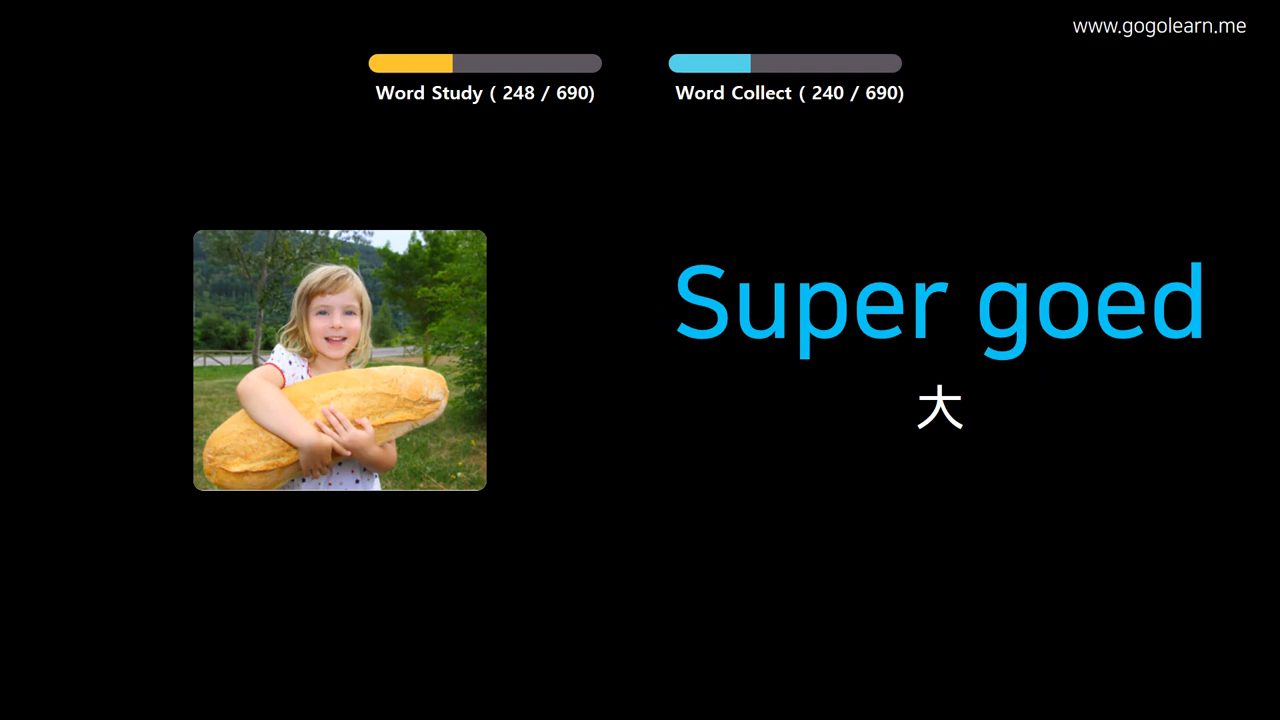 www.gogolearn.me
Word Study ( 248 / 690)
Word Collect ( 240 / 690)
Super goed
大